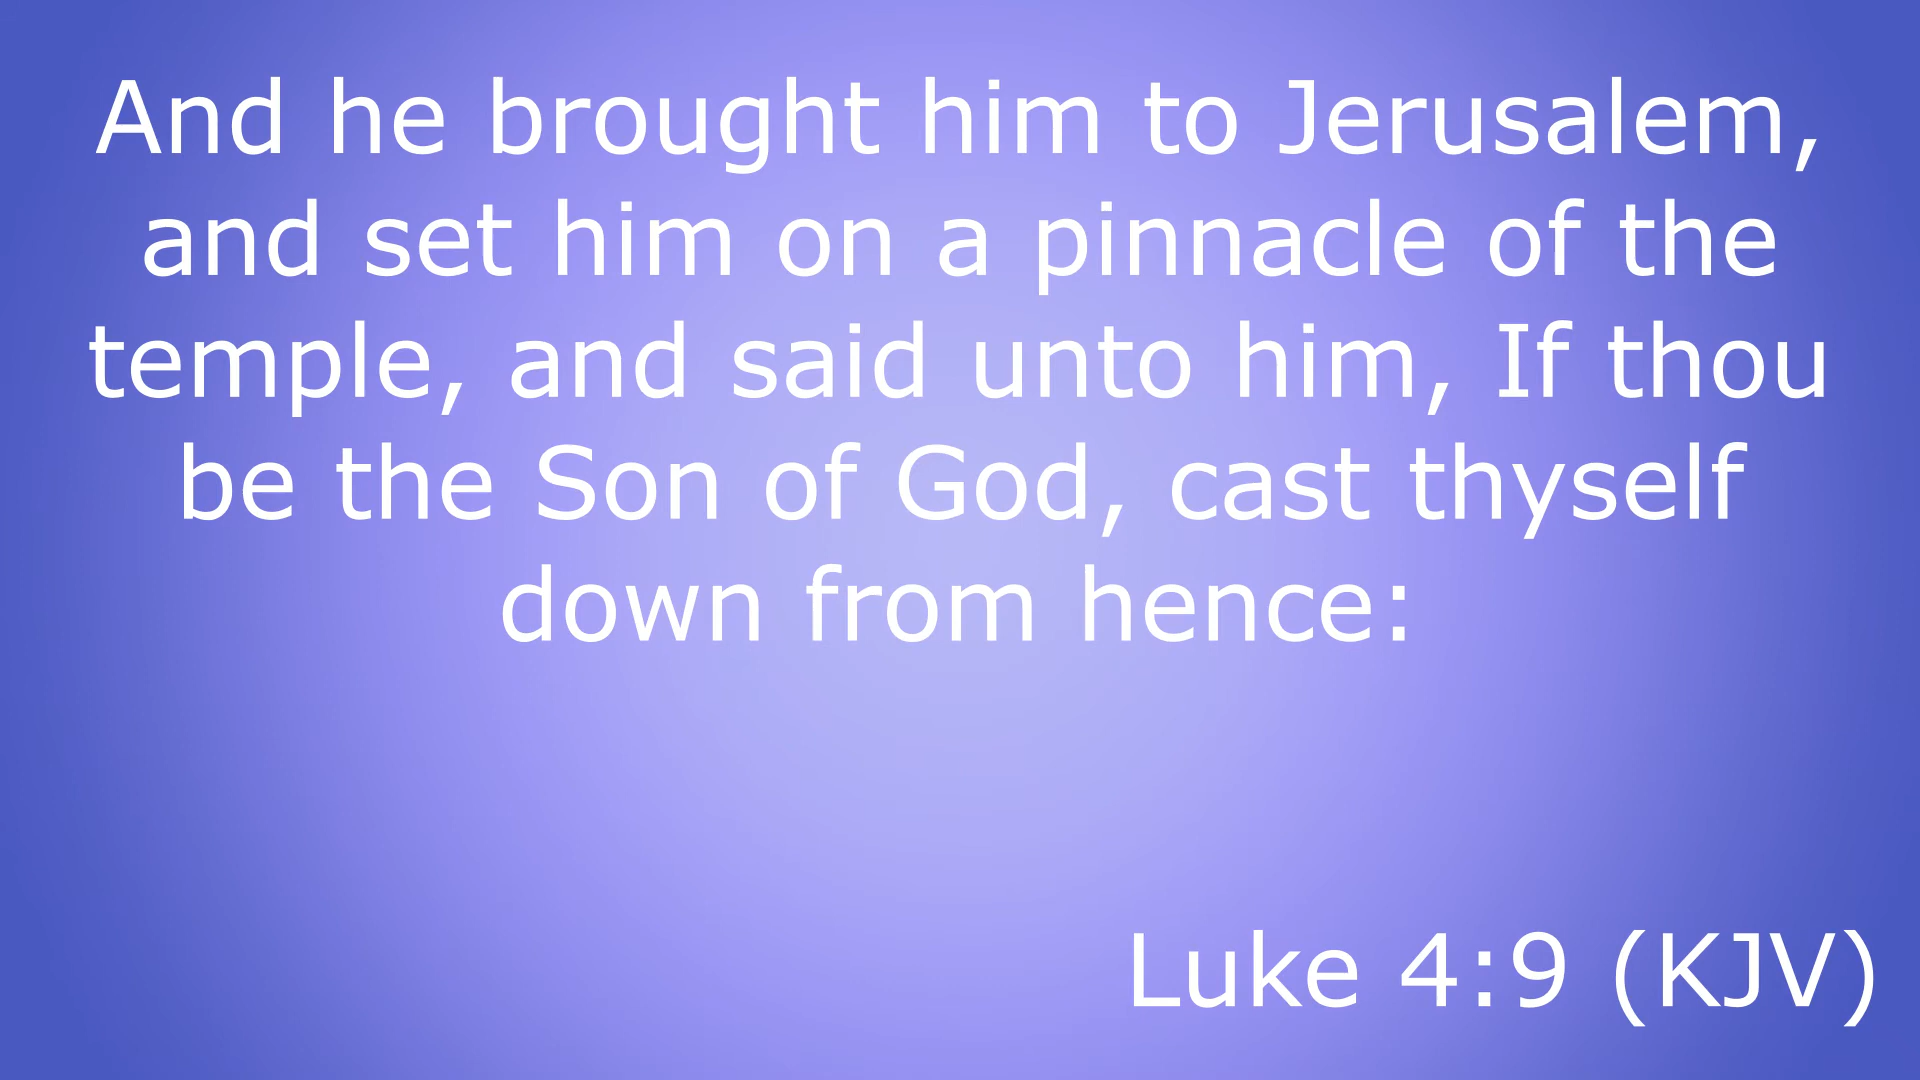 And he brought him to Jerusalem,
and set him on a pinnacle of the
temple, and said unto him, If thou
be the Son of God, cast thyself
down from hence:
Luke 4:9 (KJV)